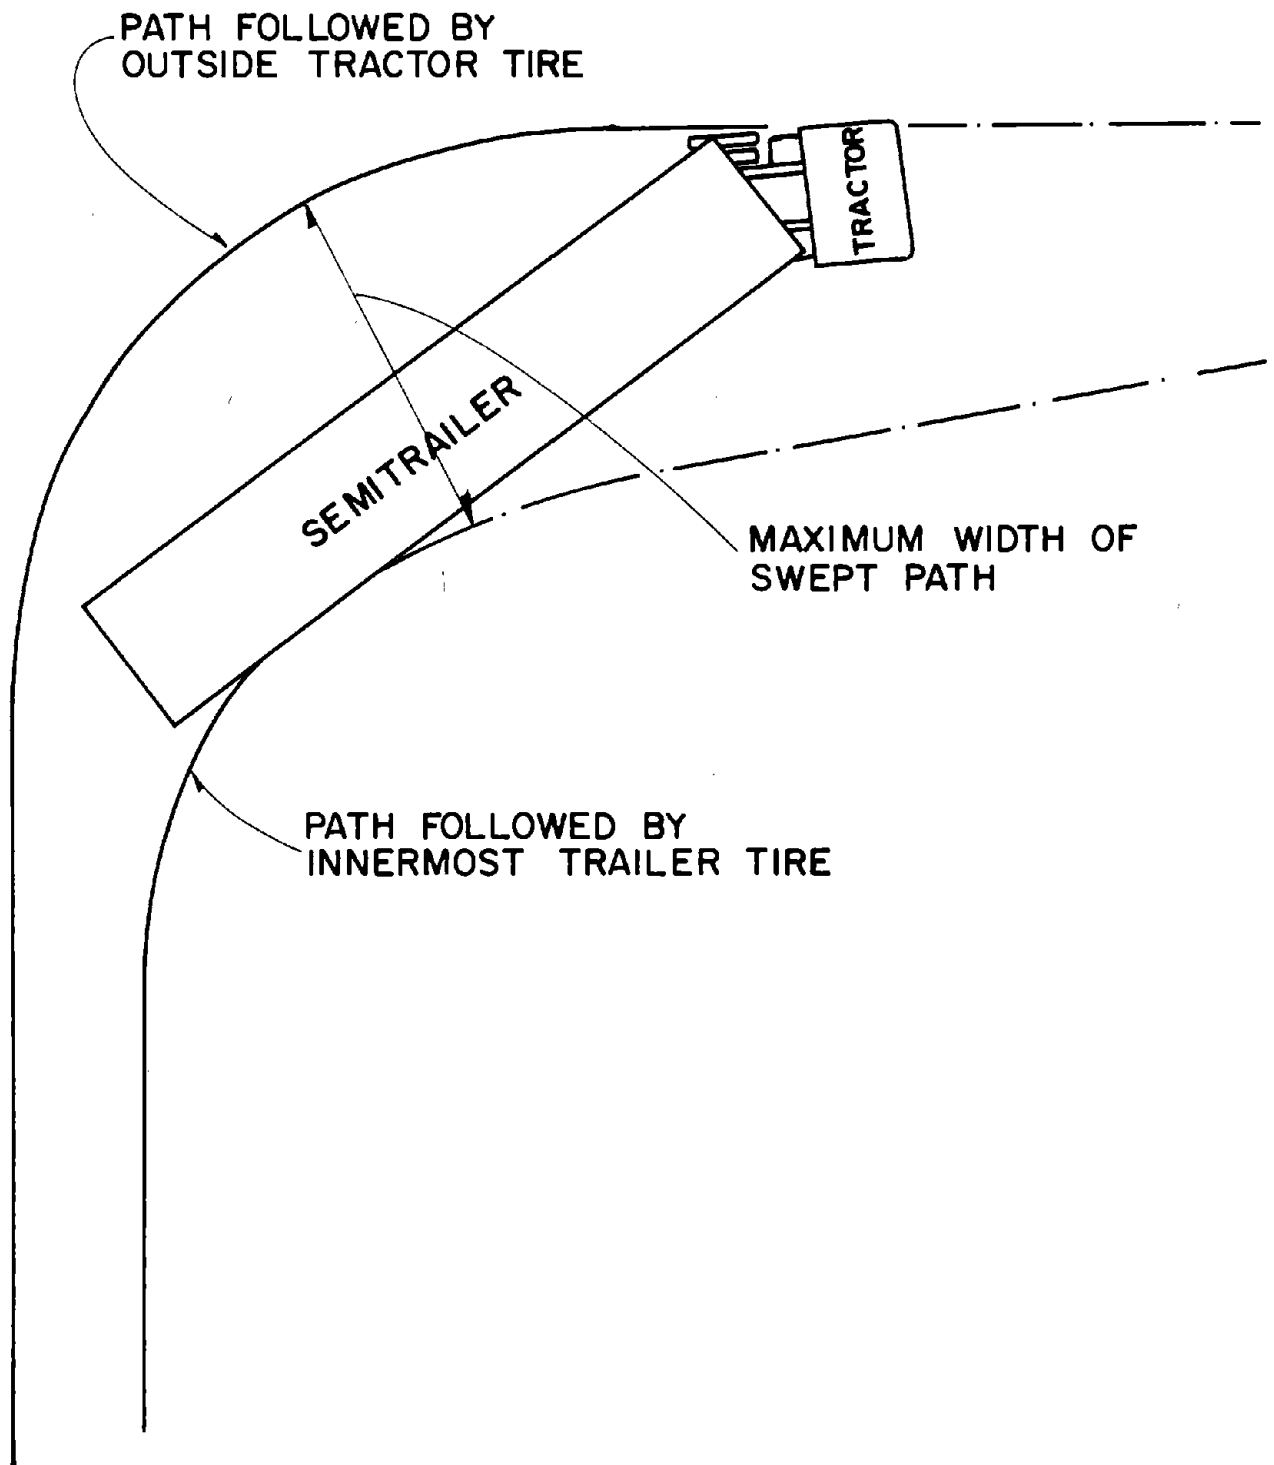 PATH FOLLOWED BY
OUTSIDE TRACTOR TIRE
TRACTOR
SEMITRAILER
MAXIMUM WIDTH OF
SWEPT PATH
PATH FOLLOWED BY
INNERMOST TRAILER TIRE